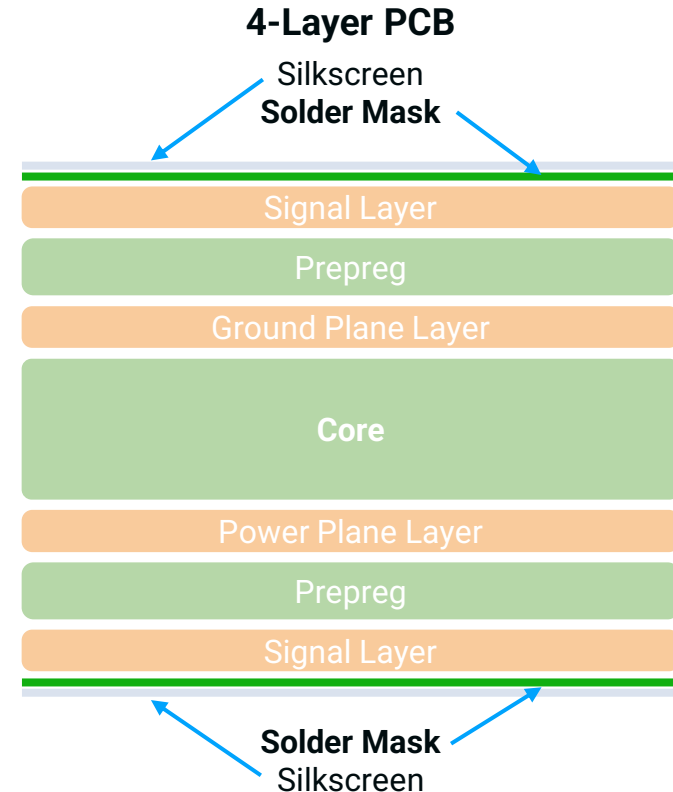 4-Layer PCB
Silkscreen
Solder Mask
Signal Layer
Prepreg
Ground Plane Layer
Core
Power Plane Layer
Prepreg
Signal Layer
Solder Mask
Silkscreen